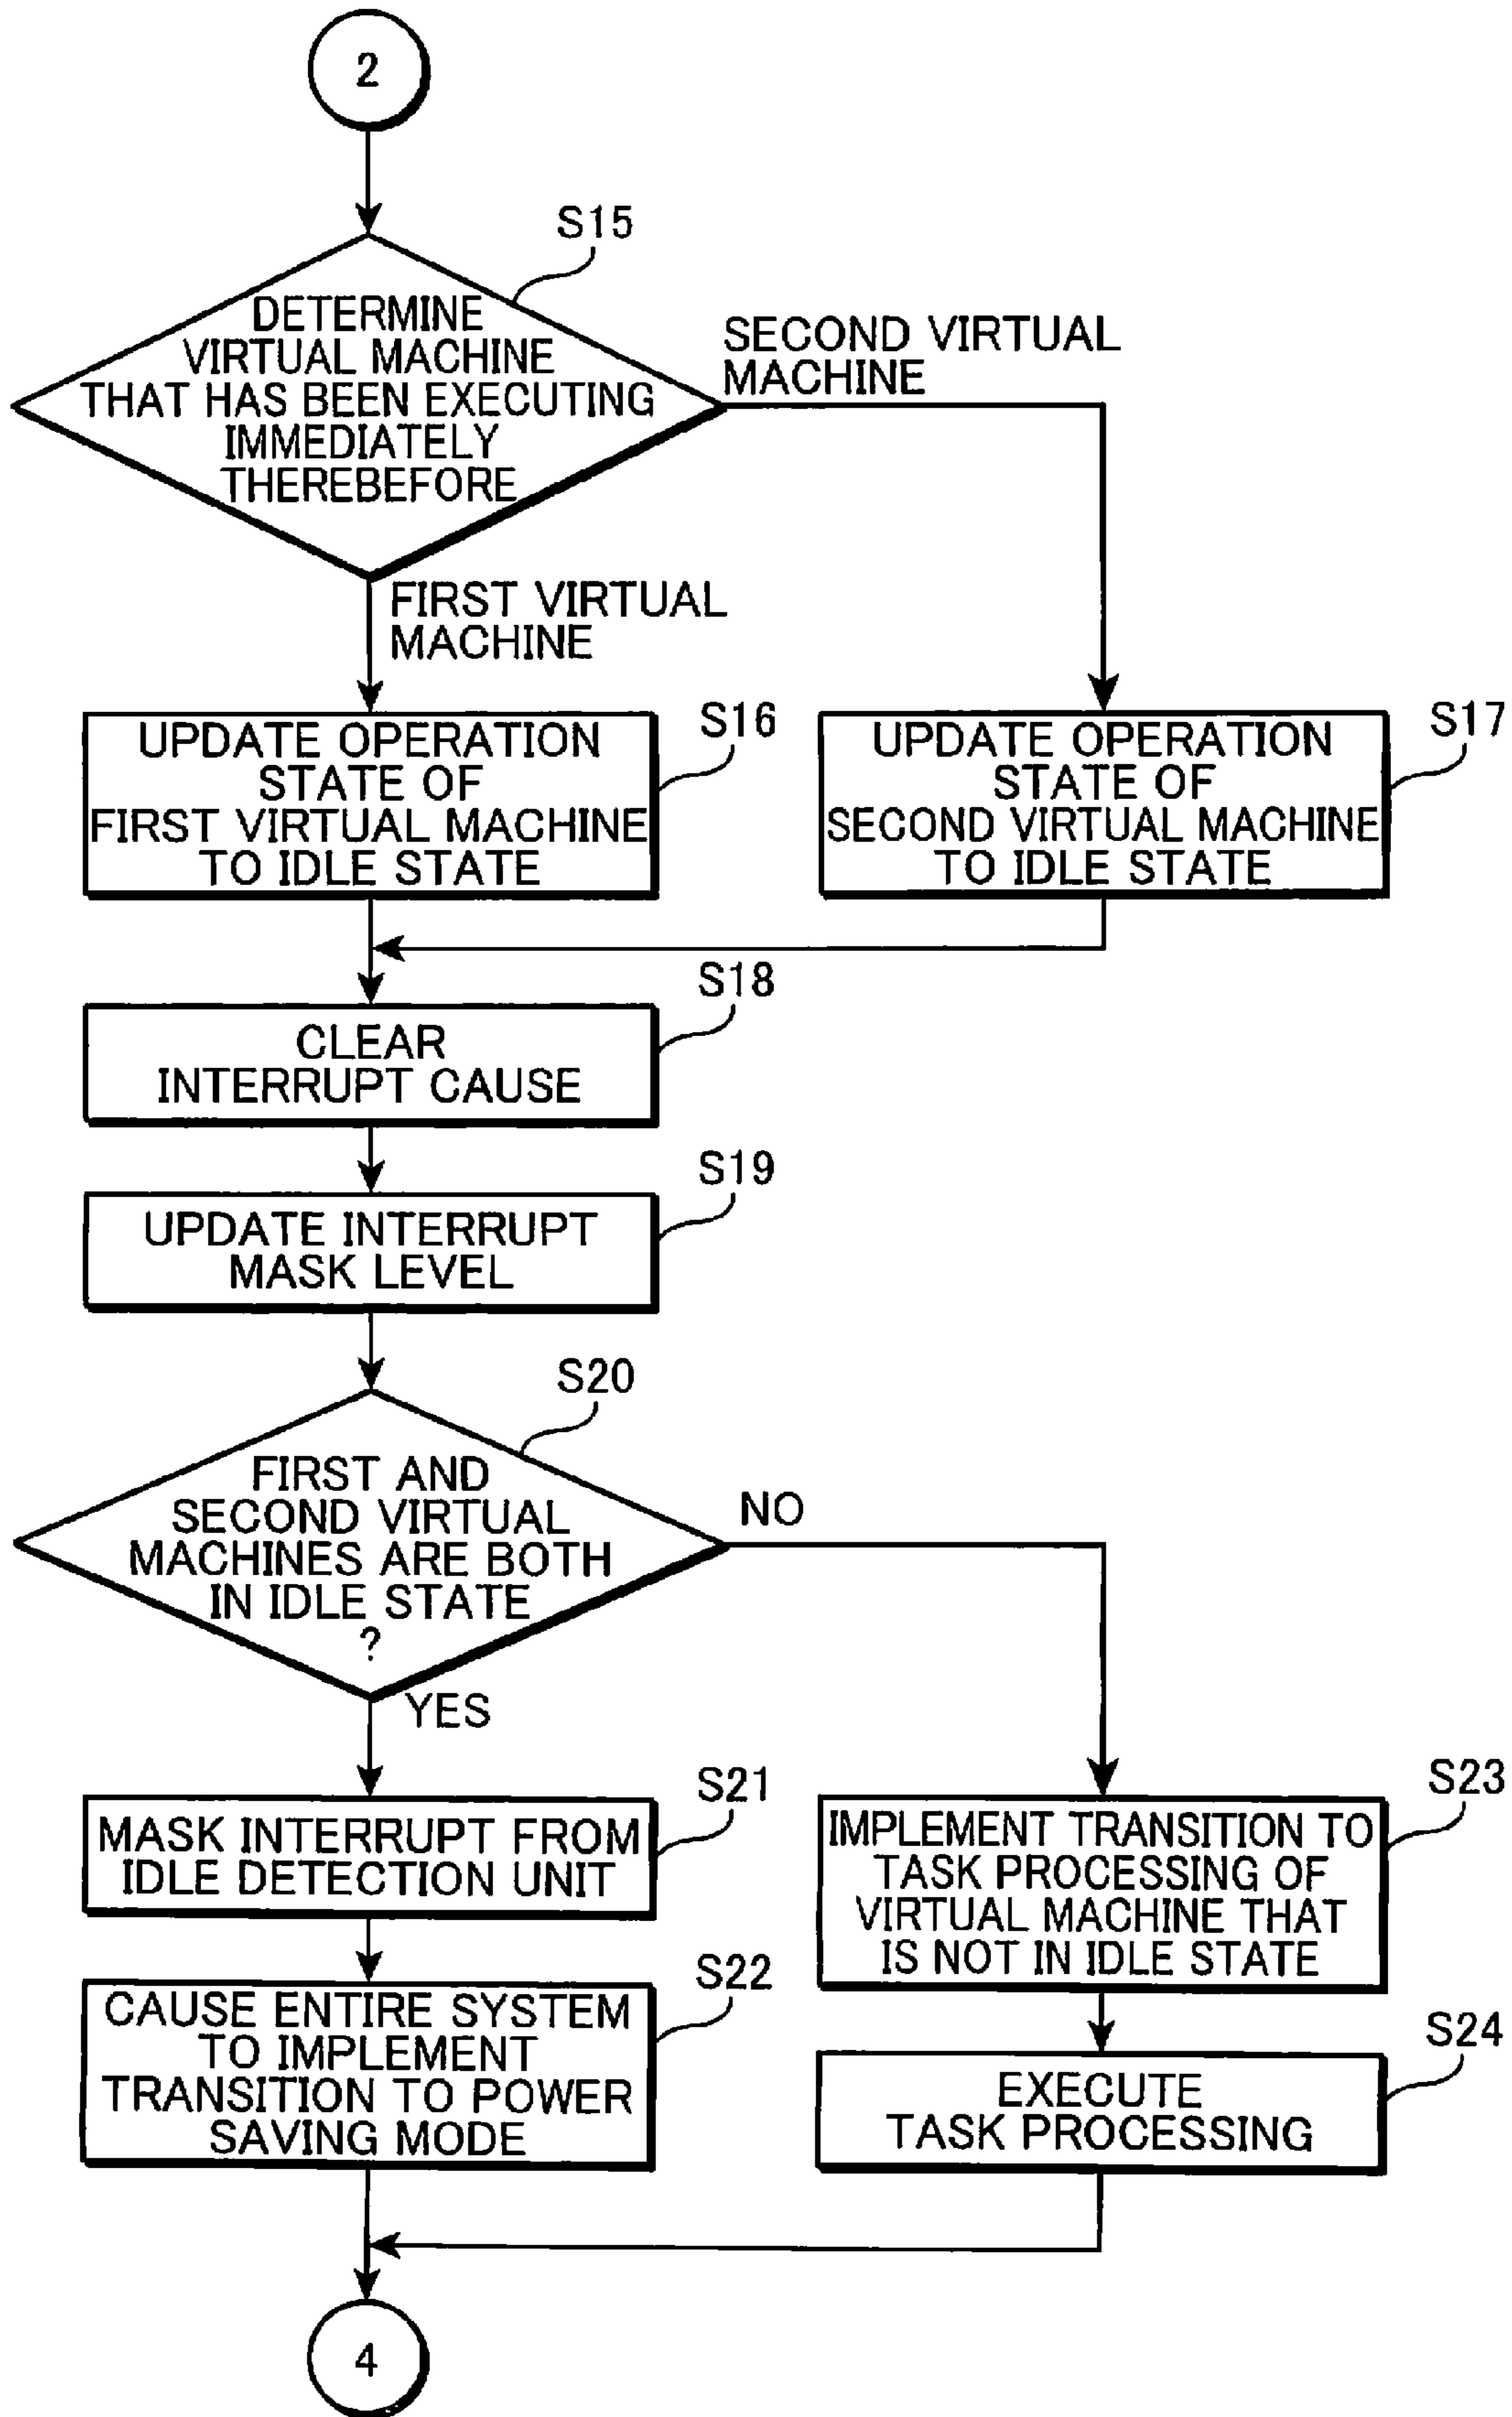 2
S15
DETERMINE
VIRTUAL MACHINE
THAT HAS BEEN EXECUTING
IMMEDIATELY
THEREBEFORE
SECOND VIRTUAL
MACHINE
FIRST VIRTUAL
MACHINE
S16
UPDATE OPERATION
STATE OF
FIRST VIRTUAL MACHINE
TO IDLE STATE
S17
UPDATE OPERATION
STATE OF
SECOND VIRTUAL MACHINE
TO IDLE STATE
S18
CLEAR
INTERRUPT CAUSE
S19
UPDATE INTERRUPT
MASK LEVEL
S20
FIRST AND
SECOND VIRTUAL
MACHINES ARE BOTH
IN IDLE STATE
?
NO
YES
S21
MASK INTERRUPT FROM
IDLE DETECTION UNIT
S23
IMPLEMENT TRANSITION TO
TASK PROCESSING OF
VIRTUAL MACHINE THAT
IS NOT IN IDLE STATE
S22
CAUSE ENTIRE SYSTEM
TO IMPLEMENT
TRANSITION TO POWER
SAVING MODE
S24
EXECUTE
TASK PROCESSING
4